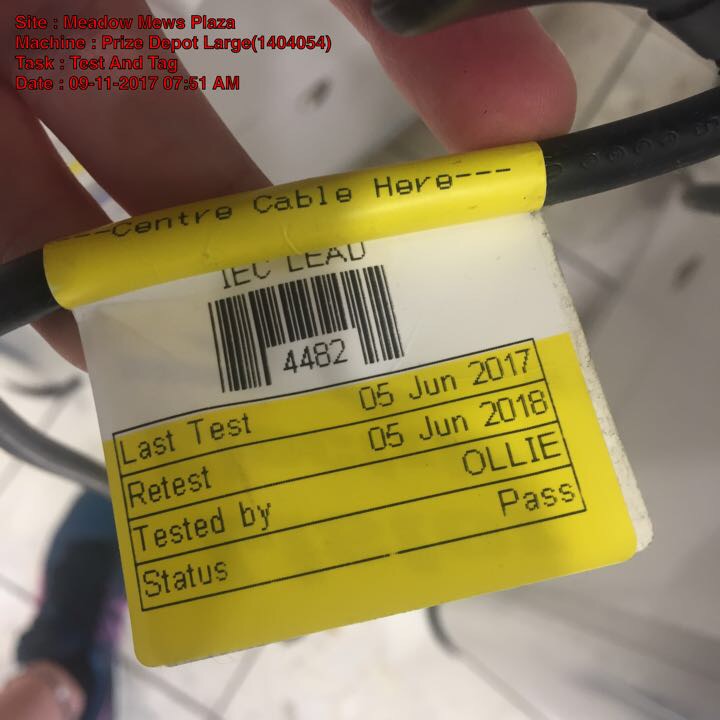 Site : Meadow Mews Plaza
Machine : Prize Depot Large(1404054)
Task : Test And Tag
Date : 09-11-2017 07:51 AM
---Centre Cable Here---
IEC LEAD
4482
Last Test 05 Jun 2017
Retest 05 Jun 2018
Tested by OLLIE
Status Pass